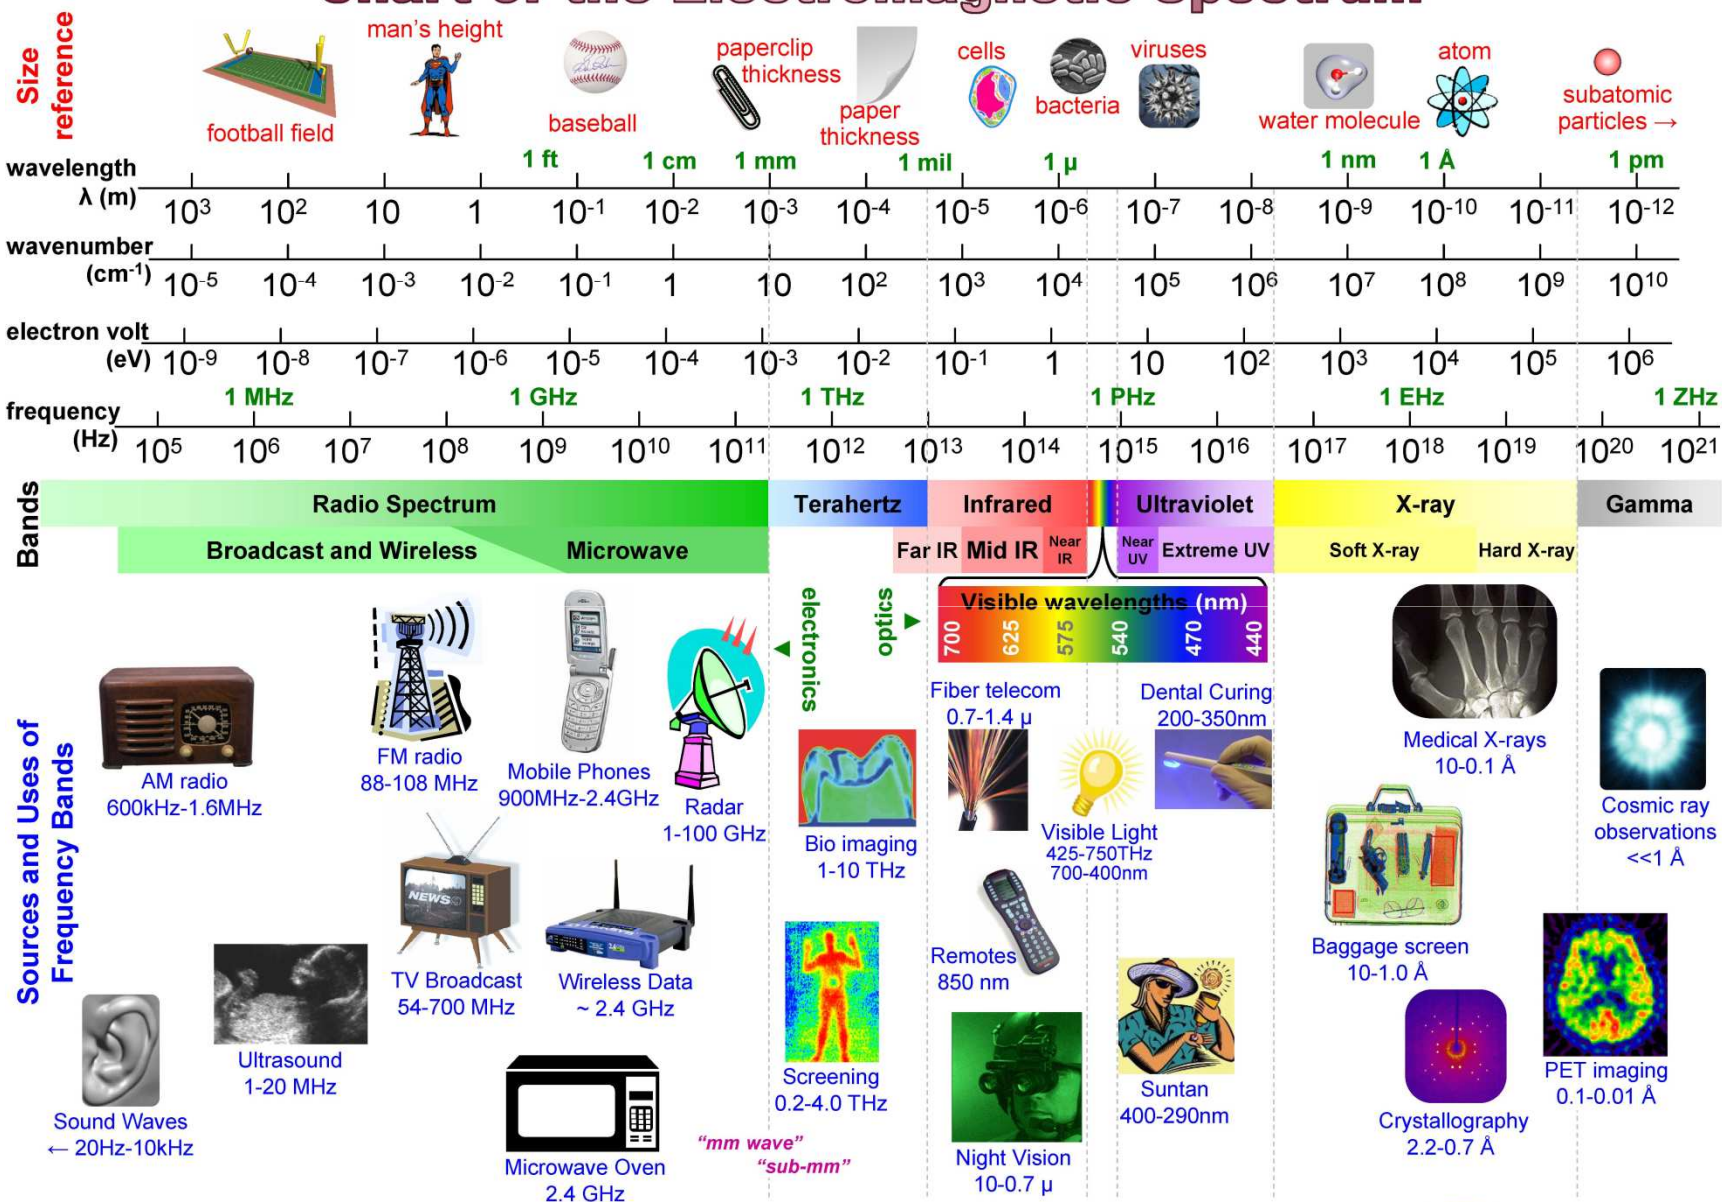 Chart of the Electromagnetic Spectrum
Size reference
football field
man's height
baseball
paperclip thickness
paper thickness
cells
bacteria
viruses
water molecule
atom
subatomic particles →
wavelength λ (m)
1 ft 1 cm 1 mm 1 mil 1 µ 1 nm 1 Å 1 pm
10³ 10² 10 1 10⁻¹ 10⁻² 10⁻³ 10⁻⁴ 10⁻⁵ 10⁻⁶ 10⁻⁷ 10⁻⁸ 10⁻⁹ 10⁻¹⁰ 10⁻¹¹ 10⁻¹²
wavenumber (cm⁻¹)
10⁻⁵ 10⁻⁴ 10⁻³ 10⁻² 10⁻¹ 1 10 10² 10³ 10⁴ 10⁵ 10⁶ 10⁷ 10⁸ 10⁹ 10¹⁰
electron volt (eV)
10⁻⁹ 10⁻⁸ 10⁻⁷ 10⁻⁶ 10⁻⁵ 10⁻⁴ 10⁻³ 10⁻² 10⁻¹ 1 10 10² 10³ 10⁴ 10⁵ 10⁶
frequency (Hz)
1 MHz 1 GHz 1 THz 1 PHz 1 EHz 1 ZHz
10⁵ 10⁶ 10⁷ 10⁸ 10⁹ 10¹⁰ 10¹¹ 10¹² 10¹³ 10¹⁴ 10¹⁵ 10¹⁶ 10¹⁷ 10¹⁸ 10¹⁹ 10²⁰ 10²¹
Bands
Radio Spectrum Terahertz Infrared Ultraviolet X-ray Gamma
Broadcast and Wireless Microwave Far IR Mid IR Near IR Near UV Extreme UV Soft X-ray Hard X-ray
electronics
optics
Visible wavelengths (nm)
700 625 575 540 470 440
Sources and Uses of Frequency Bands
AM radio
600kHz-1.6MHz
FM radio
88-108 MHz
Mobile Phones
900MHz-2.4GHz
Radar
1-100 GHz
Bio imaging
1-10 THz
Fiber telecom
0.7-1.4 µ
Visible Light
425-750THz
700-400nm
Dental Curing
200-350nm
Medical X-rays
10-0.1 Å
Cosmic ray
observations
<<1 Å
Sound Waves
← 20Hz-10kHz
Ultrasound
1-20 MHz
NEWS
TV Broadcast
54-700 MHz
Wireless Data
~ 2.4 GHz
Microwave Oven
2.4 GHz
"mm wave"
"sub-mm"
Screening
0.2-4.0 THz
Remotes
850 nm
Night Vision
10-0.7 µ
Suntan
400-290nm
Baggage screen
10-1.0 Å
Crystallography
2.2-0.7 Å
PET imaging
0.1-0.01 Å